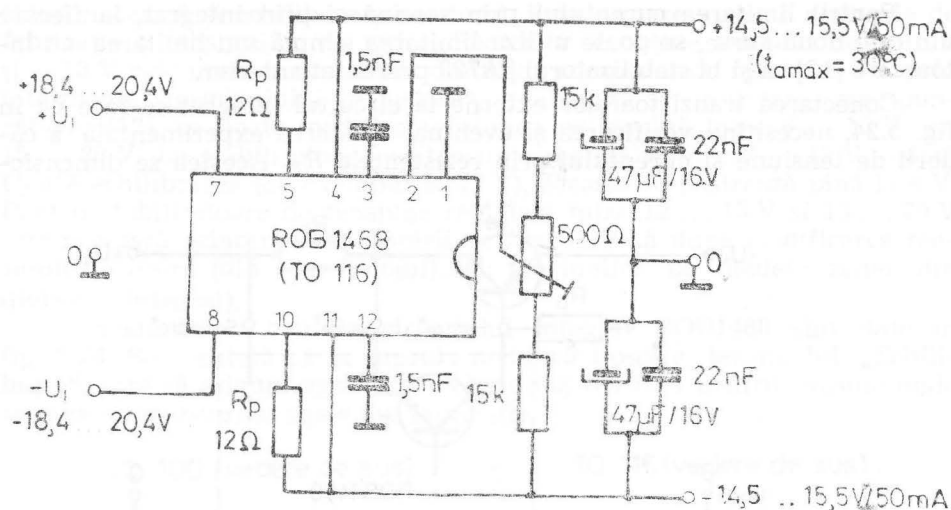 +14,5 ... 15,5V/50mA
(tamax = 30°C)
+18,4 ... 20,4V
+Uᵢ
Rp
12Ω
1,5nF
15k
22nF
47μF/16V
7
5
4
3
2
1
ROB 1468
(TO 116)
500Ω
0
0
8
10
11
12
-Uᵢ
-18,4 ... 20,4V
Rp
12Ω
1,5nF
15k
22nF
47μF/16V
-14,5 ... 15,5V/50mA